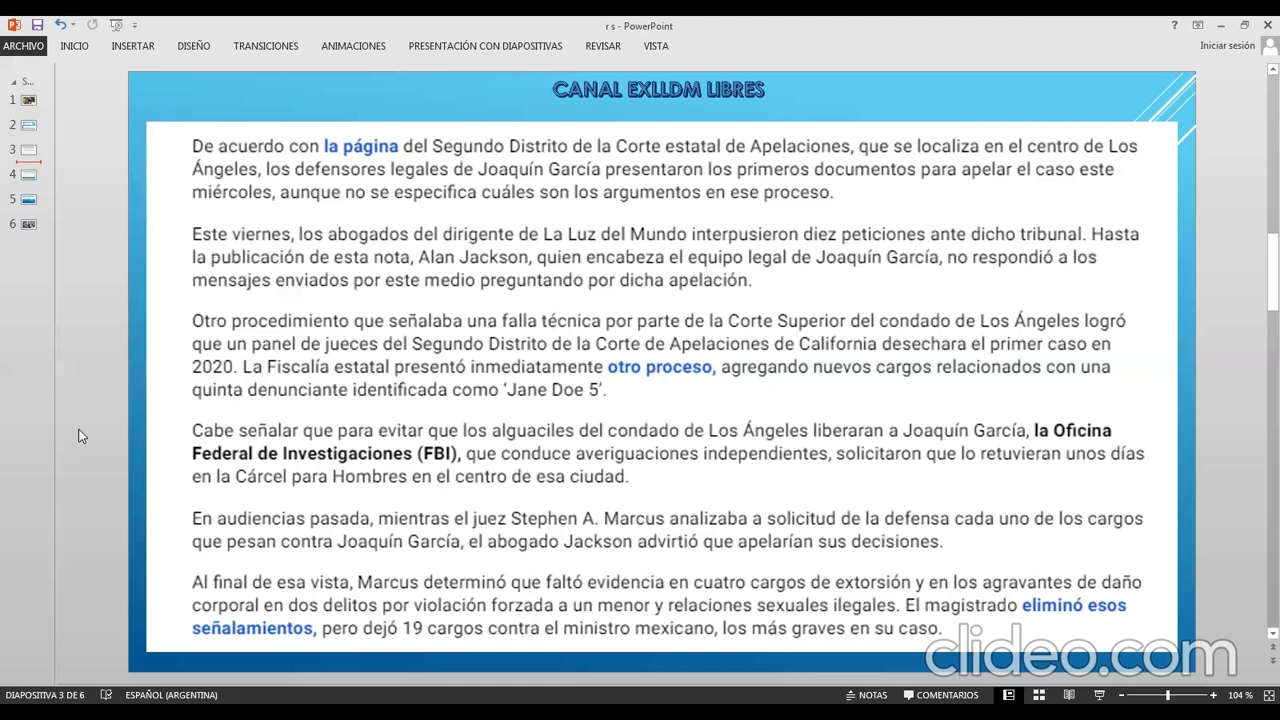 r s - PowerPoint
?
ARCHIVO INICIO INSERTAR DISEÑO TRANSICIONES ANIMACIONES PRESENTACIÓN CON DIAPOSITIVAS REVISAR VISTA Iniciar sesión
S...
1
2
3
4
5
6
CANAL EXLLDM LIBRES
De acuerdo con la página del Segundo Distrito de la Corte estatal de Apelaciones, que se localiza en el centro de Los
Ángeles, los defensores legales de Joaquín García presentaron los primeros documentos para apelar el caso este
miércoles, aunque no se especifica cuáles son los argumentos en ese proceso.
Este viernes, los abogados del dirigente de La Luz del Mundo interpusieron diez peticiones ante dicho tribunal. Hasta
la publicación de esta nota, Alan Jackson, quien encabeza el equipo legal de Joaquín García, no respondió a los
mensajes enviados por este medio preguntando por dicha apelación.
Otro procedimiento que señalaba una falla técnica por parte de la Corte Superior del condado de Los Ángeles logró
que un panel de jueces del Segundo Distrito de la Corte de Apelaciones de California desechara el primer caso en
2020. La Fiscalía estatal presentó inmediatamente otro proceso, agregando nuevos cargos relacionados con una
quinta denunciante identificada como ‘Jane Doe 5’.
Cabe señalar que para evitar que los alguaciles del condado de Los Ángeles liberaran a Joaquín García, la Oficina
Federal de Investigaciones (FBI), que conduce averiguaciones independientes, solicitaron que lo retuvieran unos días
en la Cárcel para Hombres en el centro de esa ciudad.
En audiencias pasada, mientras el juez Stephen A. Marcus analizaba a solicitud de la defensa cada uno de los cargos
que pesan contra Joaquín García, el abogado Jackson advirtió que apelarían sus decisiones.
Al final de esa vista, Marcus determinó que faltó evidencia en cuatro cargos de extorsión y en los agravantes de daño
corporal en dos delitos por violación forzada a un menor y relaciones sexuales ilegales. El magistrado eliminó esos
señalamientos, pero dejó 19 cargos contra el ministro mexicano, los más graves en su caso.
clideo.com
DIAPOSITIVA 3 DE 6 ESPAÑOL (ARGENTINA) NOTAS COMENTARIOS 104 %